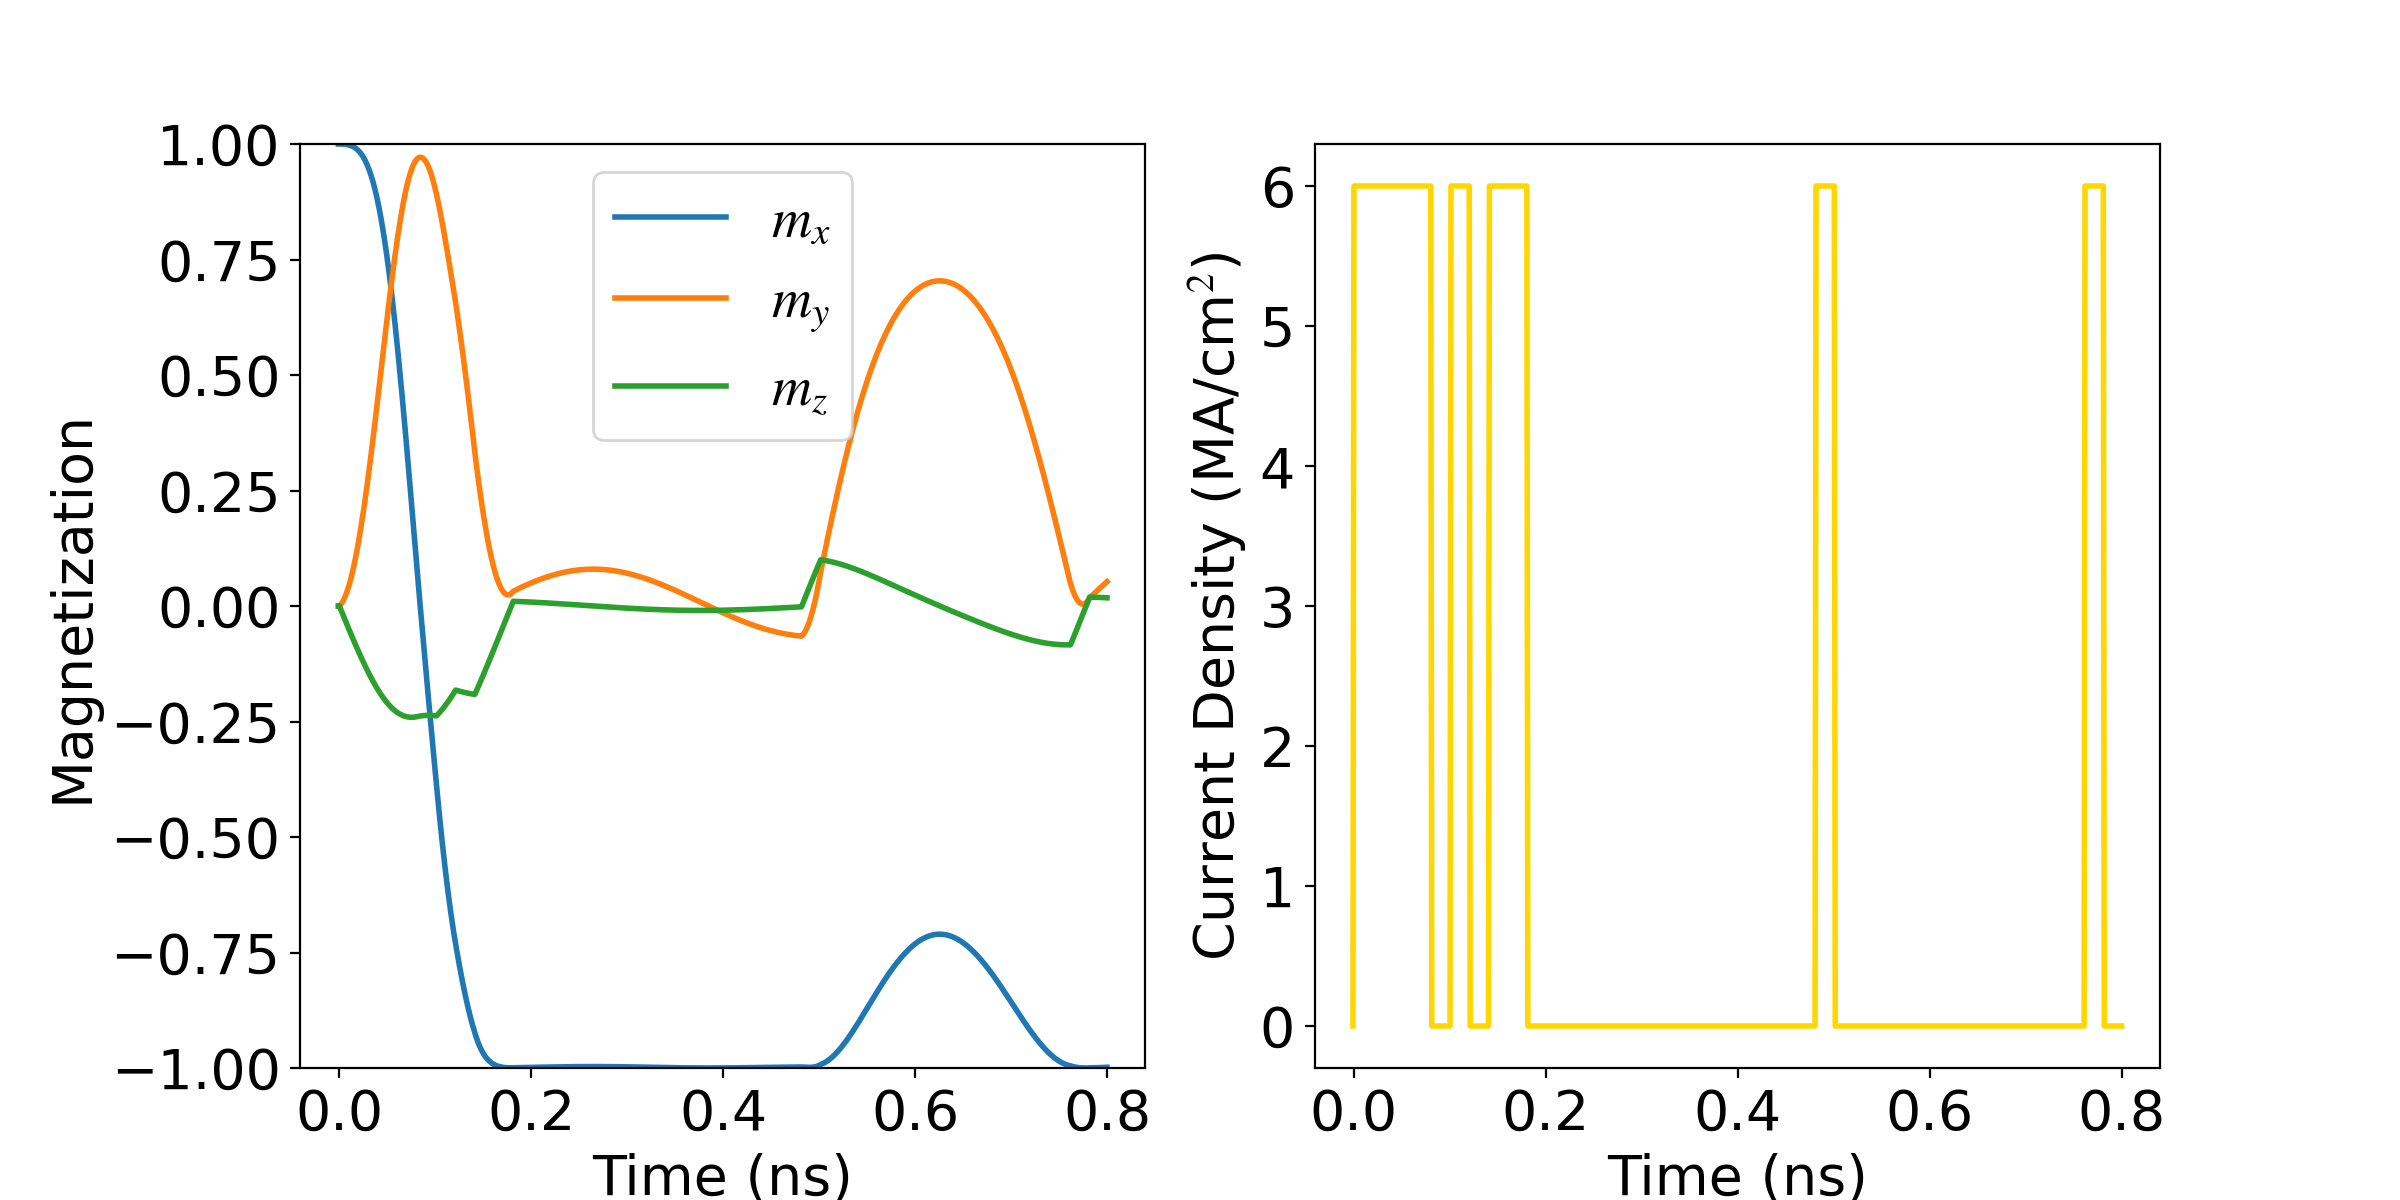 1.00
0.75
0.50
0.25
0.00
−0.25
−0.50
−0.75
−1.00
Magnetization
0.0 0.2 0.4 0.6 0.8
Time (ns)
m_x
m_y
m_z
6
5
4
3
2
1
0
Current Density (MA/cm²)
0.0 0.2 0.4 0.6 0.8
Time (ns)